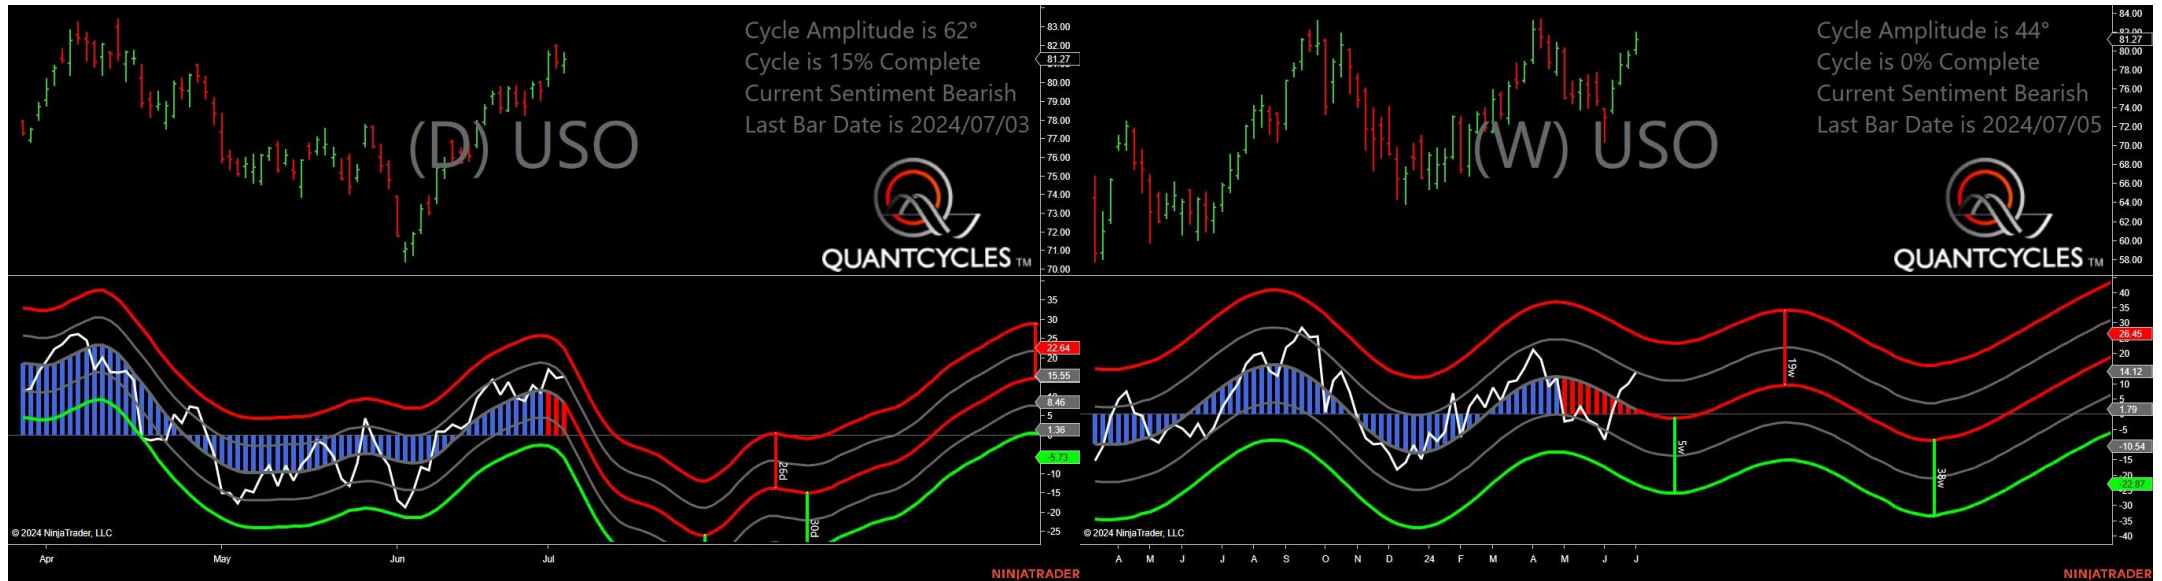 Cycle Amplitude is 62°
Cycle is 15% Complete
Current Sentiment Bearish
Last Bar Date is 2024/07/03
(D) USO
QUANTCYCLES TM
83.00
82.00
81.27
80.00
79.00
78.00
77.00
76.00
75.00
74.00
73.00
72.00
71.00
70.00
35
30
22.64
20
15.55
8.46
5
1.36
-5.73
-10
-15
-20
-25
26d
30d
© 2024 NinjaTrader, LLC
Apr May Jun Jul
NINJATRADER
Cycle Amplitude is 44°
Cycle is 0% Complete
Current Sentiment Bearish
Last Bar Date is 2024/07/05
(W) USO
QUANTCYCLES TM
84.00
81.27
80.00
78.00
76.00
74.00
72.00
70.00
68.00
66.00
64.00
62.00
60.00
58.00
40
35
30
26.45
20
14.12
10
5
1.79
-5
-10.54
-15
-20
-22.87
-30
-35
-40
19w
5w
38w
© 2024 NinjaTrader, LLC
A M J J A S O N D 24 F M A M J J
NINJATRADER